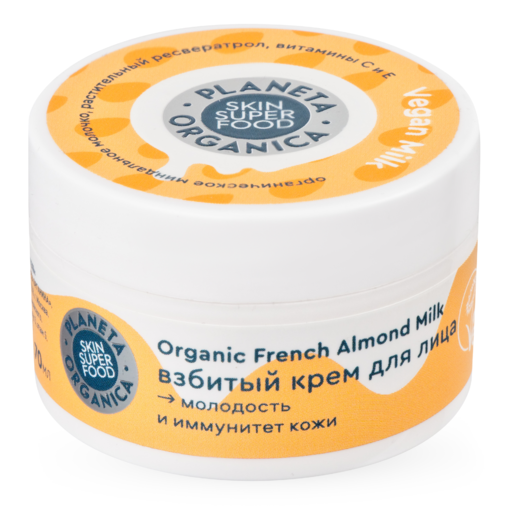 органическое миндальное молочко, растительный ресвератрол, витамины С и Е
Vegan Milk
PLANETA
SKIN
SUPER
FOOD
ORGANICA
PLANETA
SKIN
SUPER
FOOD
ORGANICA
Organic French Almond Milk
взбитый крем для лица
→ молодость
и иммунитет кожи